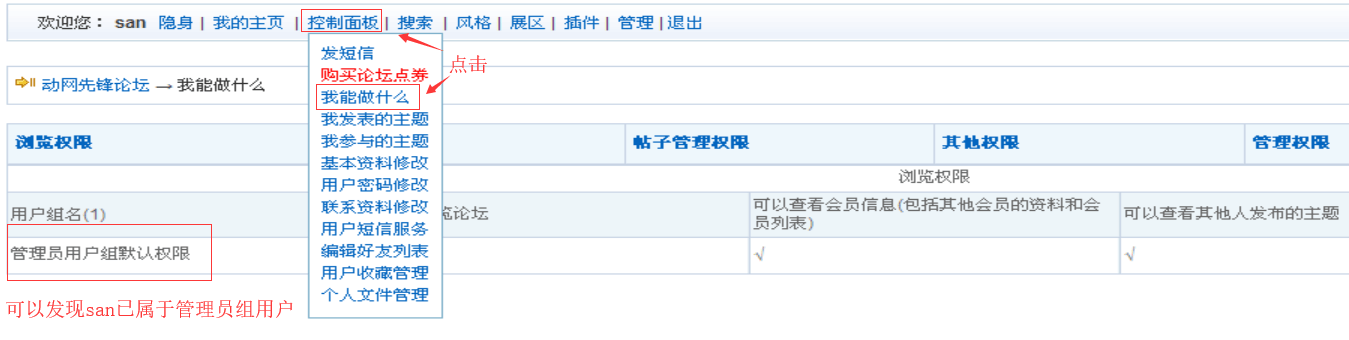 欢迎您： san 隐身 | 我的主页 | 控制面板 | 搜索 | 风格 | 展区 | 插件 | 管理 | 退出
发短信
购买论坛点券
点击
动网先锋论坛 → 我能做什么
我能做什么
我发表的主题
我参与的主题
基本资料修改
用户密码修改
联系资料修改
用户短信服务
编辑好友列表
用户收藏管理
个人文件管理
浏览权限 帖子管理权限 其他权限 管理权限
浏览权限
用户组名(1) 览论坛 可以查看会员信息(包括其他会员的资料和会员列表) 可以查看其他人发布的主题
管理员用户组默认权限 √ √
可以发现san已属于管理员组用户